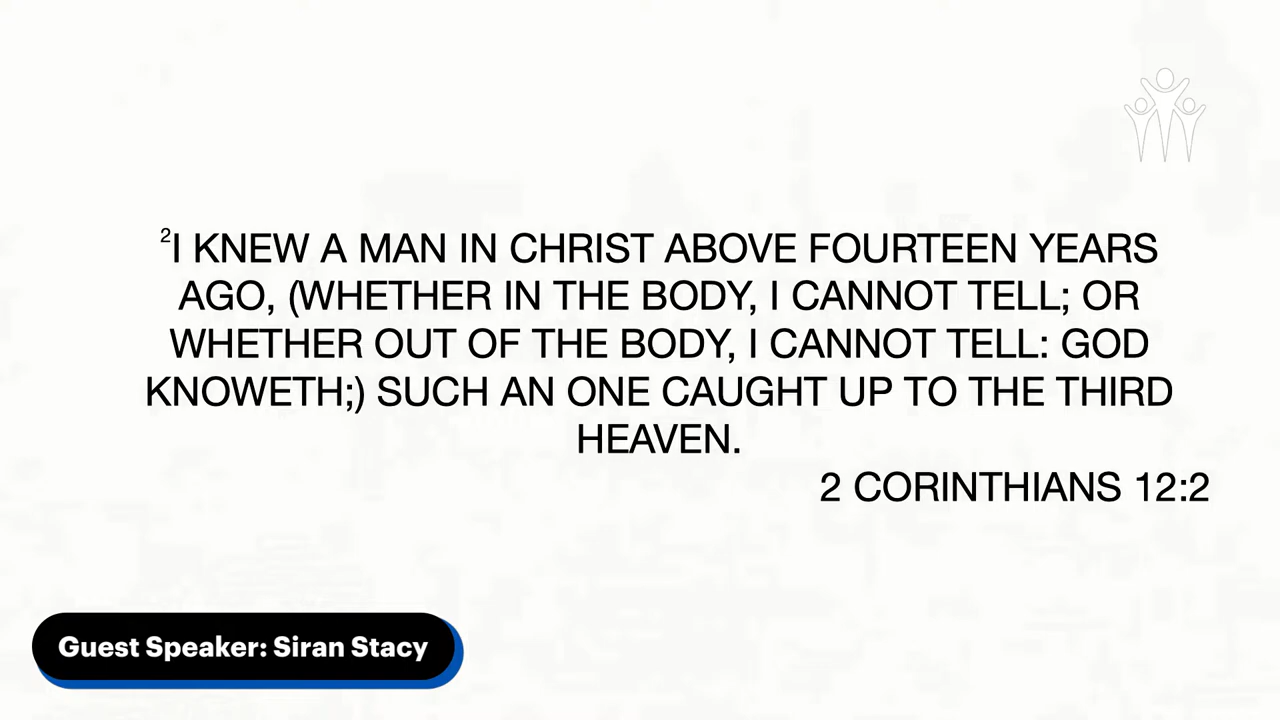 ²I KNEW A MAN IN CHRIST ABOVE FOURTEEN YEARS
AGO, (WHETHER IN THE BODY, I CANNOT TELL; OR
WHETHER OUT OF THE BODY, I CANNOT TELL: GOD
KNOWETH;) SUCH AN ONE CAUGHT UP TO THE THIRD
HEAVEN.
2 CORINTHIANS 12:2
Guest Speaker: Siran Stacy